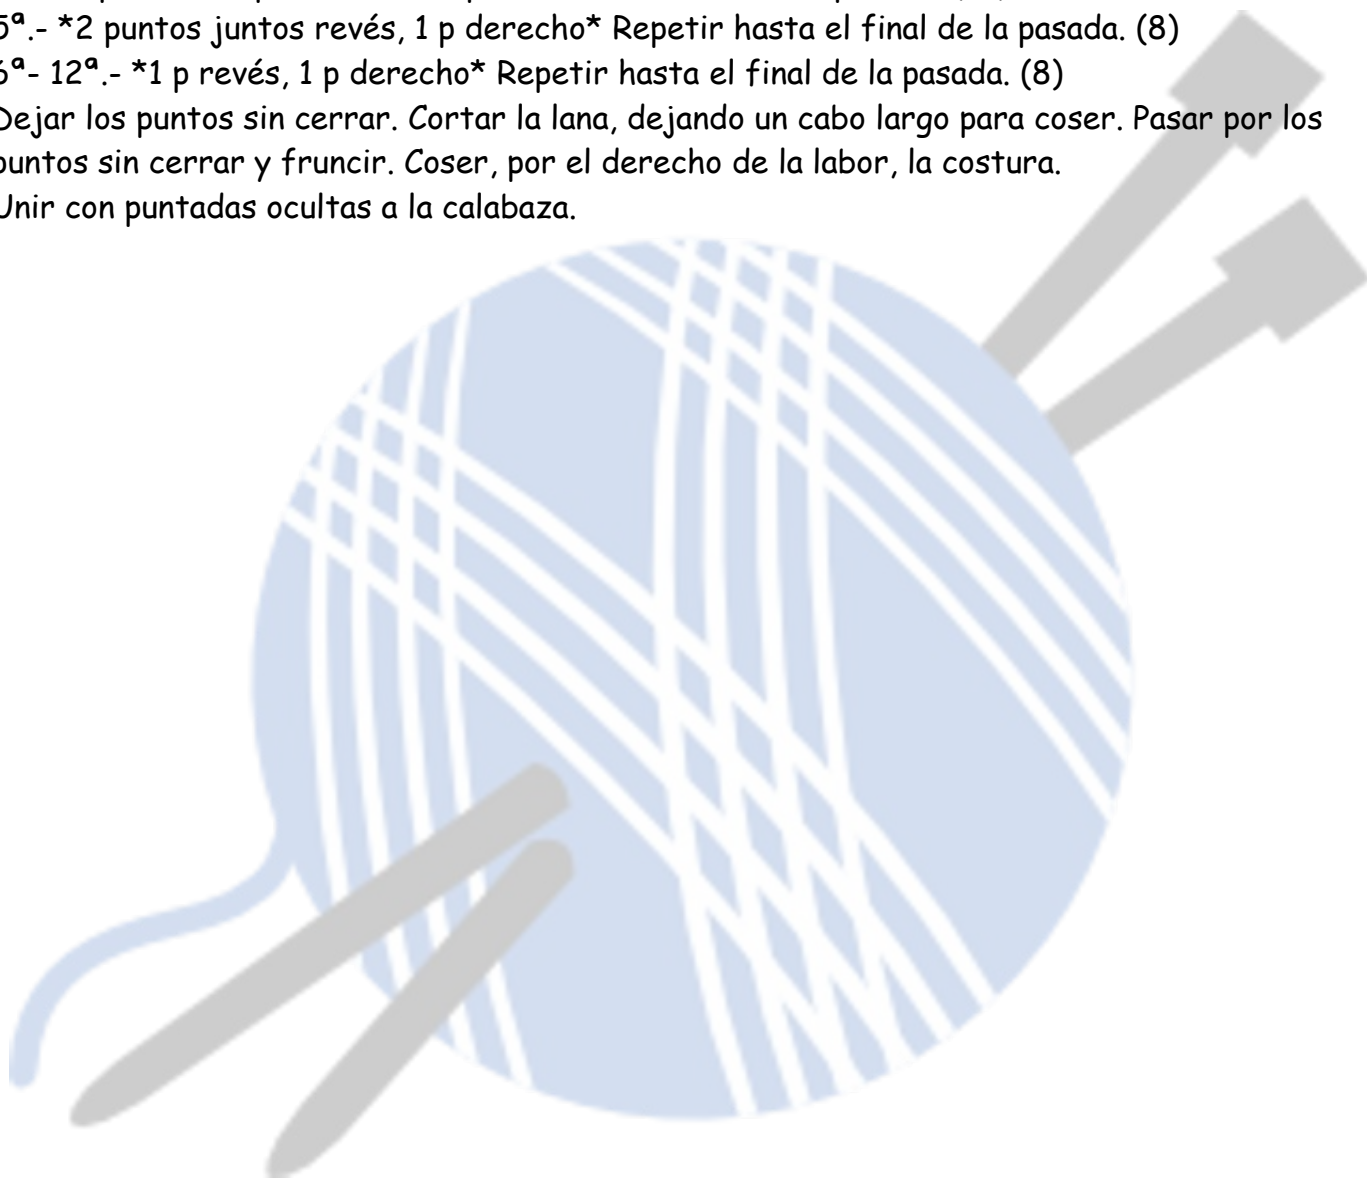 5ª.- *2 puntos juntos revés, 1 p derecho* Repetir hasta el final de la pasada. (8)
6ª- 12ª.- *1 p revés, 1 p derecho* Repetir hasta el final de la pasada. (8)
Dejar los puntos sin cerrar. Cortar la lana, dejando un cabo largo para coser. Pasar por los
puntos sin cerrar y fruncir. Coser, por el derecho de la labor, la costura.
Unir con puntadas ocultas a la calabaza.